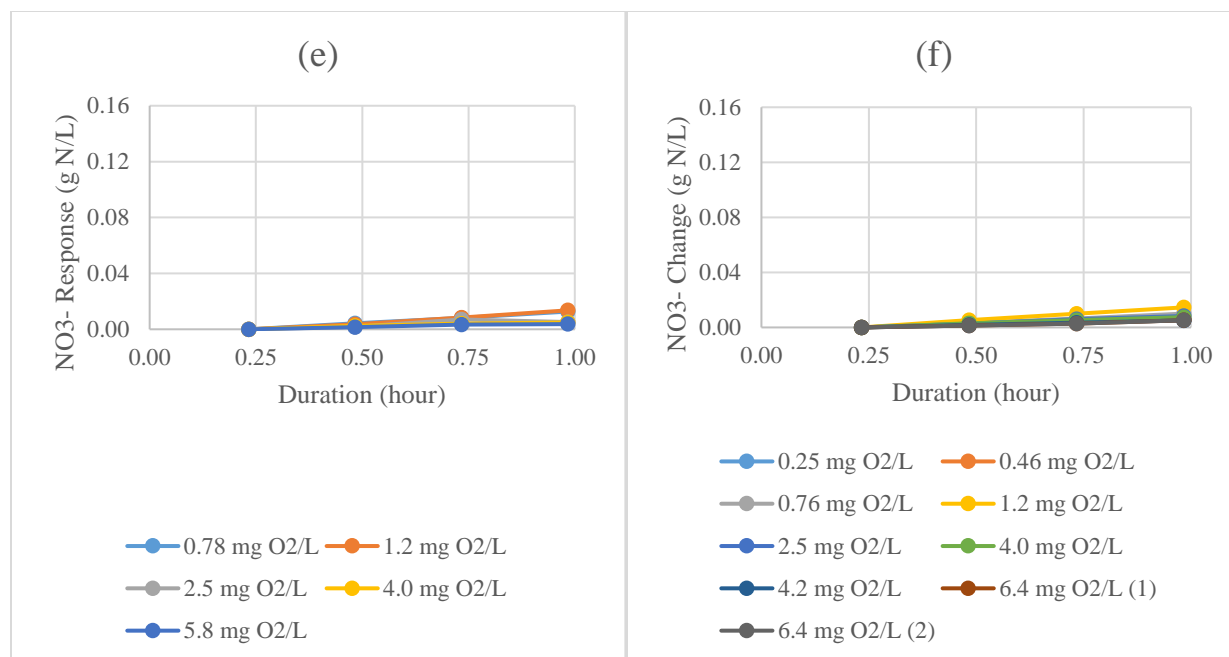 (e)
NO3- Response (g N/L)
0.16
0.12
0.08
0.04
0.00
0.00 0.25 0.50 0.75 1.00
Duration (hour)
0.78 mg O2/L 1.2 mg O2/L
2.5 mg O2/L 4.0 mg O2/L
5.8 mg O2/L
(f)
NO3- Change (g N/L)
0.16
0.12
0.08
0.04
0.00
0.00 0.25 0.50 0.75 1.00
Duration (hour)
0.25 mg O2/L 0.46 mg O2/L
0.76 mg O2/L 1.2 mg O2/L
2.5 mg O2/L 4.0 mg O2/L
4.2 mg O2/L 6.4 mg O2/L (1)
6.4 mg O2/L (2)